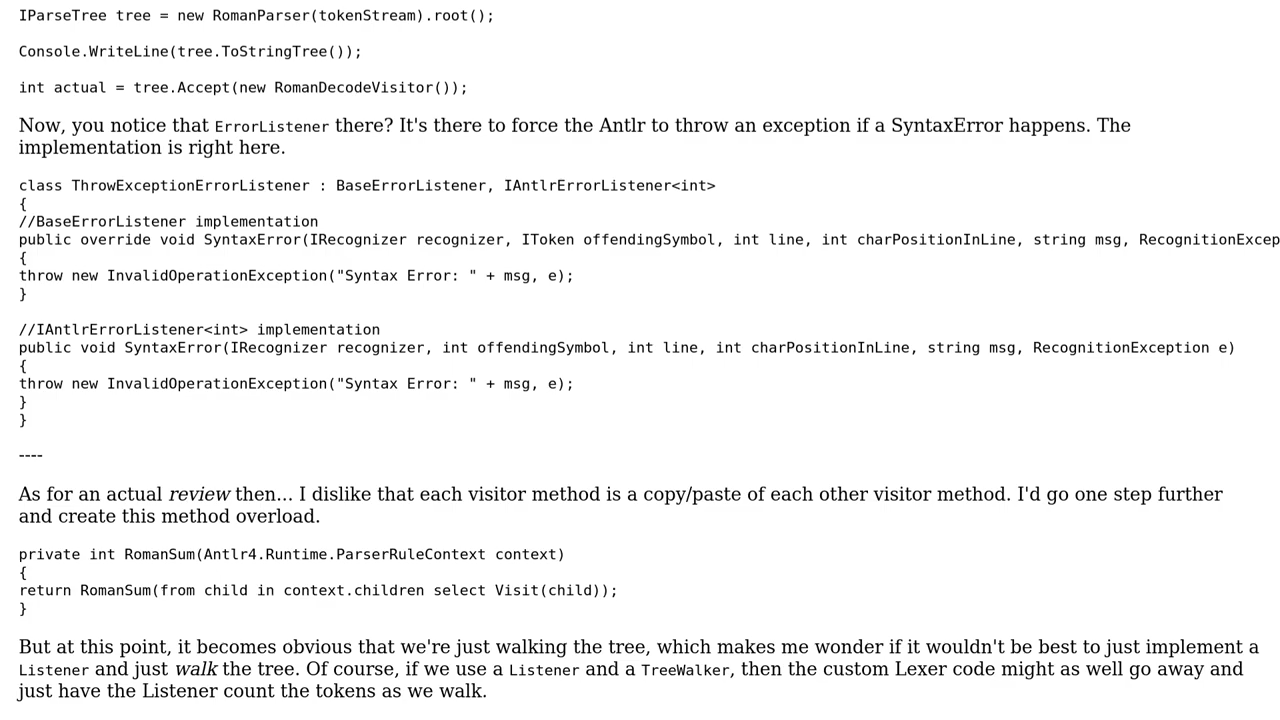 IParseTree tree = new RomanParser(tokenStream).root();
Console.WriteLine(tree.ToStringTree());
int actual = tree.Accept(new RomanDecodeVisitor());
Now, you notice that ErrorListener there? It's there to force the Antlr to throw an exception if a SyntaxError happens. The
implementation is right here.
class ThrowExceptionErrorListener : BaseErrorListener, IAntlrErrorListener<int>
{
//BaseErrorListener implementation
public override void SyntaxError(IRecognizer recognizer, IToken offendingSymbol, int line, int charPositionInLine, string msg, RecognitionExcep
{
throw new InvalidOperationException("Syntax Error: " + msg, e);
}
//IAntlrErrorListener<int> implementation
public void SyntaxError(IRecognizer recognizer, int offendingSymbol, int line, int charPositionInLine, string msg, RecognitionException e)
{
throw new InvalidOperationException("Syntax Error: " + msg, e);
}
}
----
As for an actual review then... I dislike that each visitor method is a copy/paste of each other visitor method. I'd go one step further
and create this method overload.
private int RomanSum(Antlr4.Runtime.ParserRuleContext context)
{
return RomanSum(from child in context.children select Visit(child));
}
But at this point, it becomes obvious that we're just walking the tree, which makes me wonder if it wouldn't be best to just implement a
Listener and just walk the tree. Of course, if we use a Listener and a TreeWalker, then the custom Lexer code might as well go away and
just have the Listener count the tokens as we walk.